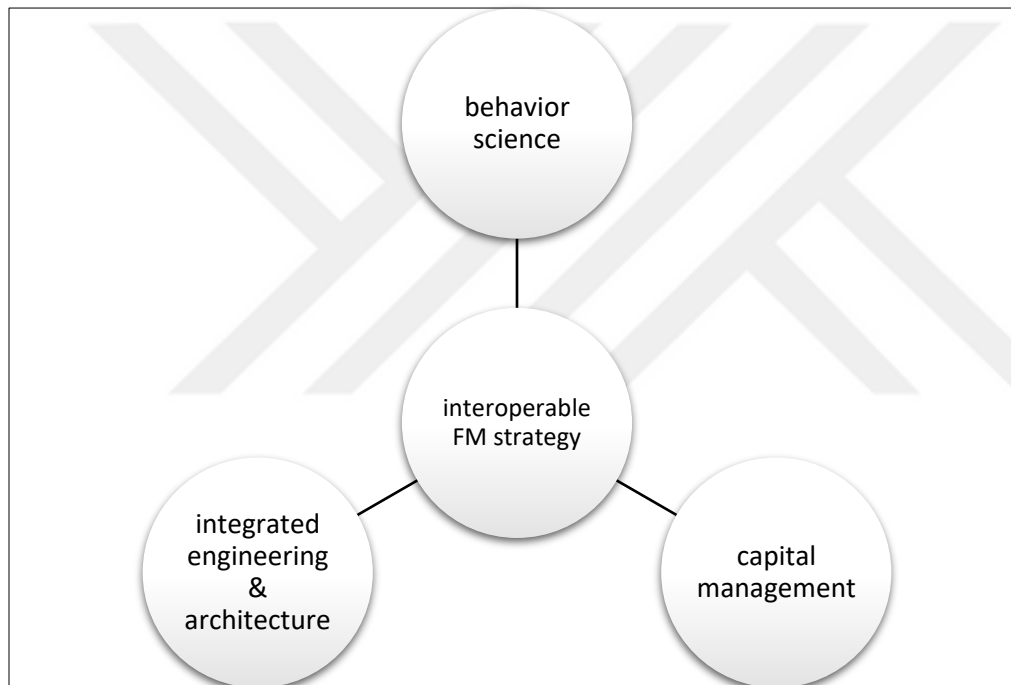 behavior
science
interoperable
FM strategy
integrated
engineering
&
architecture
capital
management